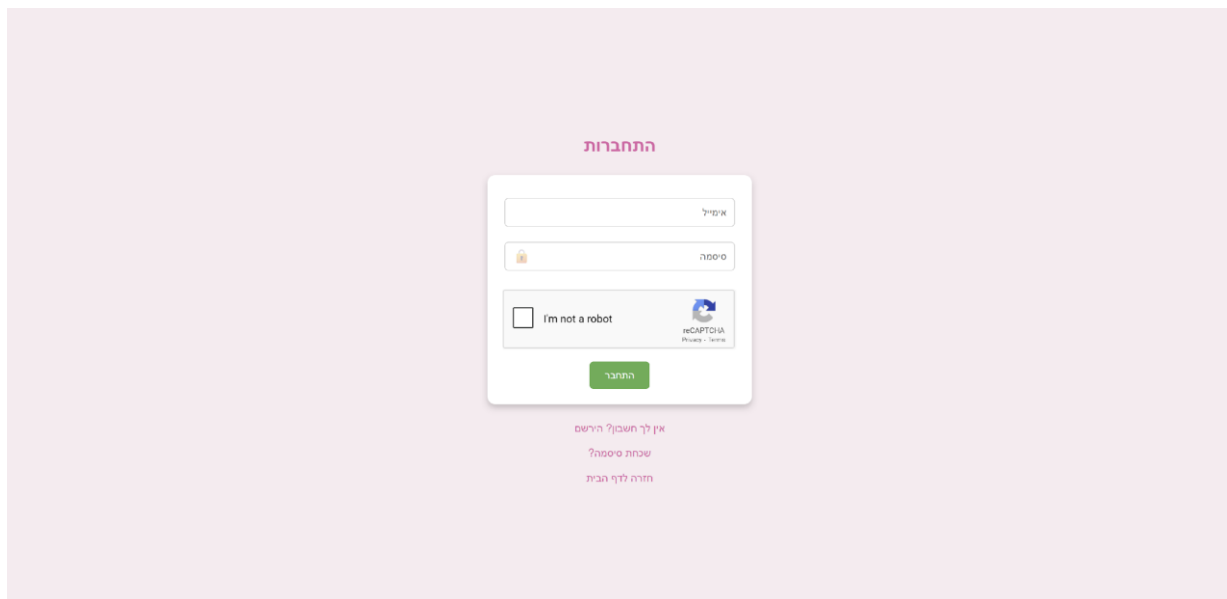 התחברות
אימייל
סיסמה
I'm not a robot
reCAPTCHA
Privacy - Terms
התחבר
אין לך חשבון? הירשם
שכחת סיסמה?
חזרה לדף הבית